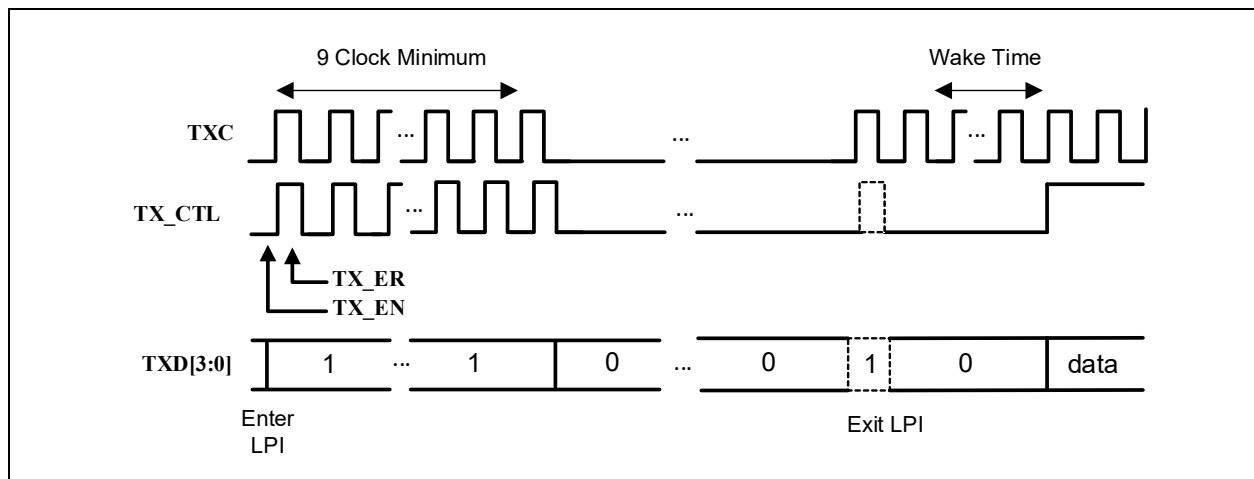 9 Clock Minimum Wake Time
TXC ... ... ...
TX_CTL ... ...
TX_ER
TX_EN
TXD[3:0] 1 ... 1 0 ... 0 1 0 data
Enter
LPI
Exit LPI